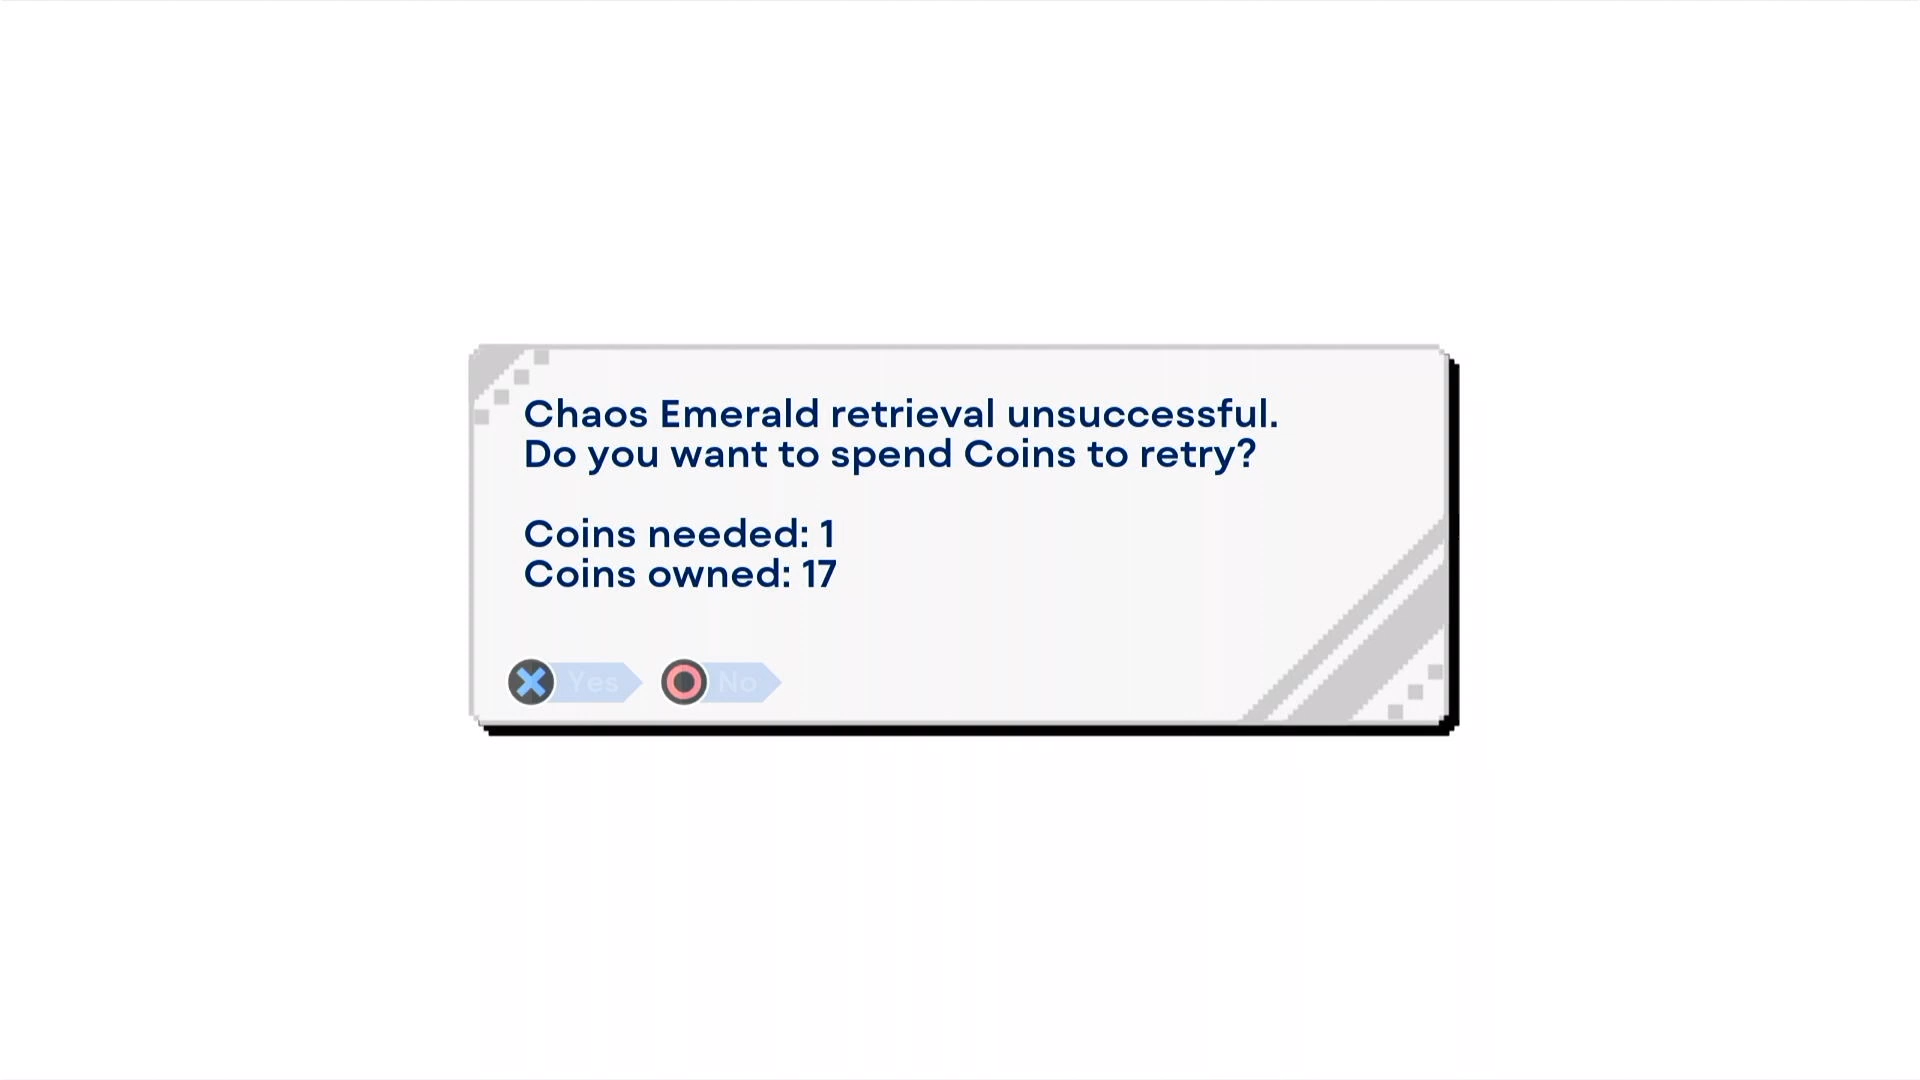 Chaos Emerald retrieval unsuccessful.
Do you want to spend Coins to retry?
Coins needed: 1
Coins owned: 17
Yes No